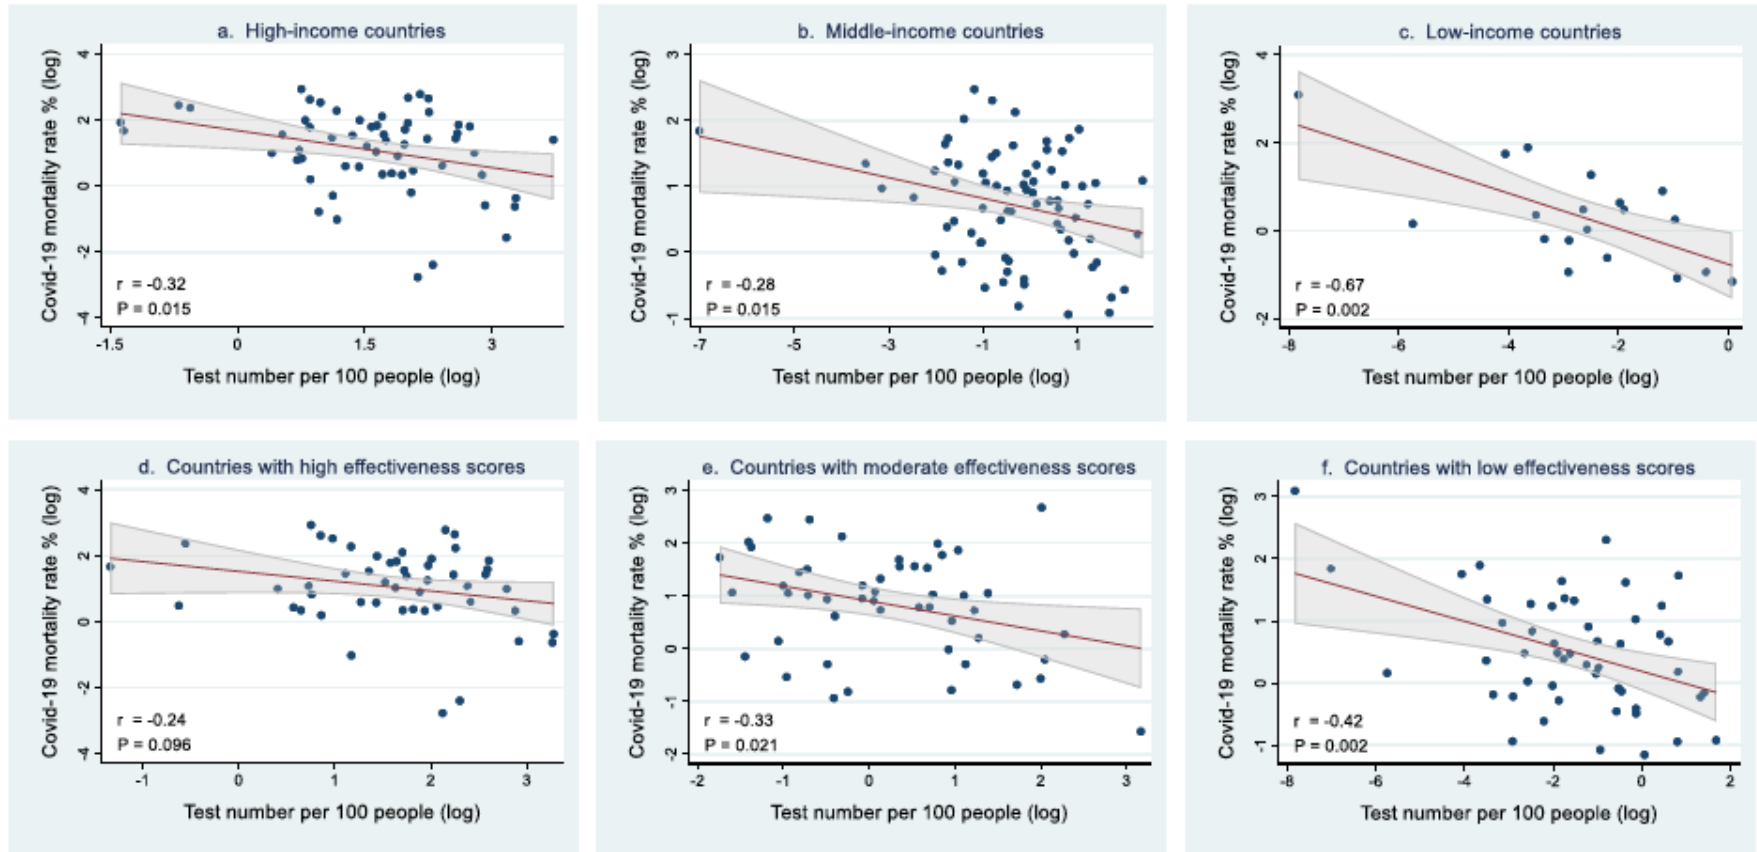 a. High-income countries
Covid-19 mortality rate % (log)
4
2
0
-2
-4
r = -0.32
P = 0.015
-1.5 0 1.5 3
Test number per 100 people (log)
b. Middle-income countries
Covid-19 mortality rate % (log)
3
2
1
0
-1
r = -0.28
P = 0.015
-7 -5 -3 -1 1
Test number per 100 people (log)
c. Low-income countries
Covid-19 mortality rate % (log)
4
2
0
-2
r = -0.67
P = 0.002
-8 -6 -4 -2 0
Test number per 100 people (log)
d. Countries with high effectiveness scores
Covid-19 mortality rate % (log)
4
2
0
-2
-4
r = -0.24
P = 0.096
-1 0 1 2 3
Test number per 100 people (log)
e. Countries with moderate effectiveness scores
Covid-19 mortality rate % (log)
3
2
1
0
-1
-2
r = -0.33
P = 0.021
-2 -1 0 1 2 3
Test number per 100 people (log)
f. Countries with low effectiveness scores
Covid-19 mortality rate % (log)
3
2
1
0
-1
r = -0.42
P = 0.002
-8 -6 -4 -2 0 2
Test number per 100 people (log)